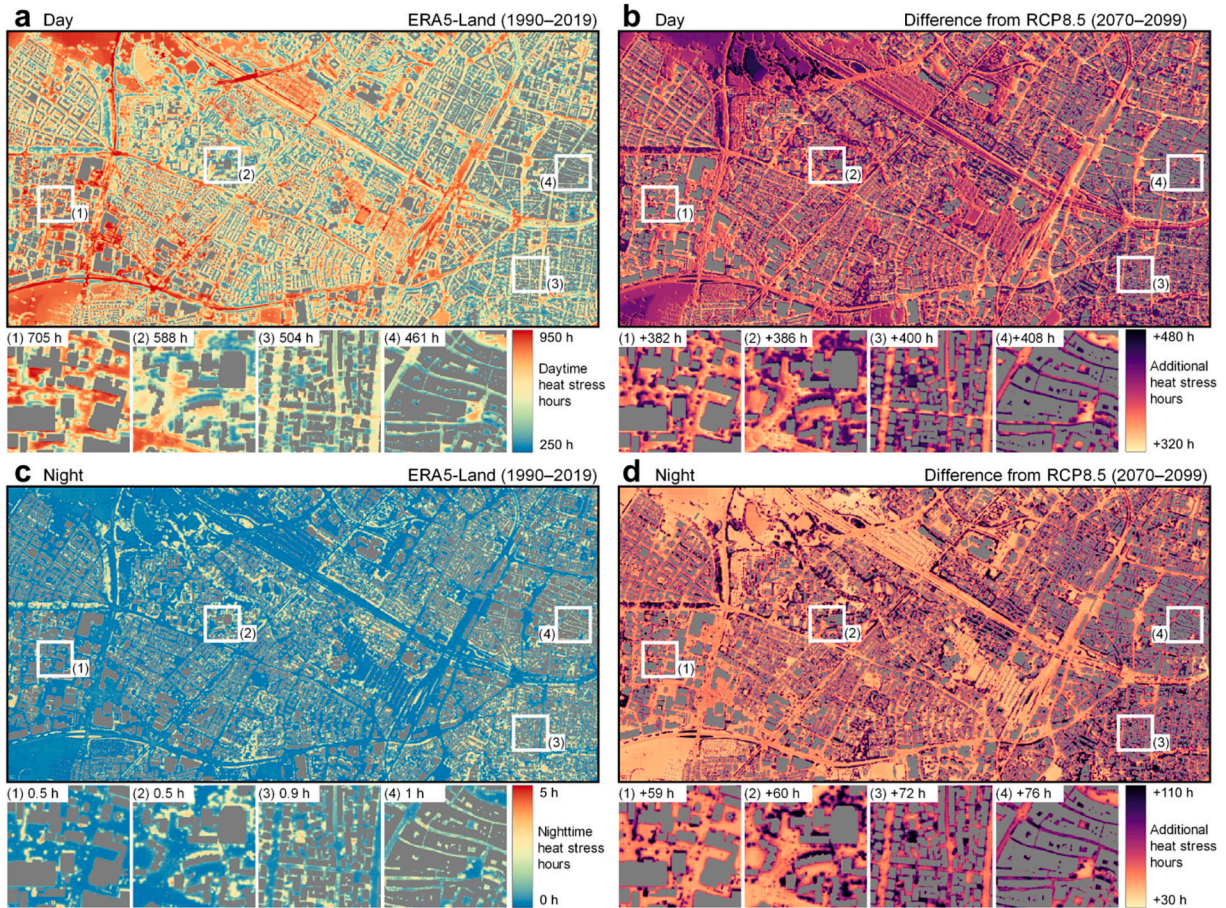 a Day ERA5-Land (1990–2019)
(1)
(2)
(4)
(3)
(1) 705 h (2) 588 h (3) 504 h (4) 461 h
950 h
Daytime
heat stress
hours
250 h
b Day Difference from RCP8.5 (2070–2099)
(1)
(2)
(4)
(3)
(1) +382 h (2) +386 h (3) +400 h (4)+408 h
+480 h
Additional
heat stress
hours
+320 h
c Night ERA5-Land (1990–2019)
(1)
(2)
(4)
(3)
(1) 0.5 h (2) 0.5 h (3) 0.9 h (4) 1 h
5 h
Nighttime
heat stress
hours
0 h
d Night Difference from RCP8.5 (2070–2099)
(1)
(2)
(4)
(3)
(1) +59 h (2) +60 h (3) +72 h (4) +76 h
+110 h
Additional
heat stress
hours
+30 h